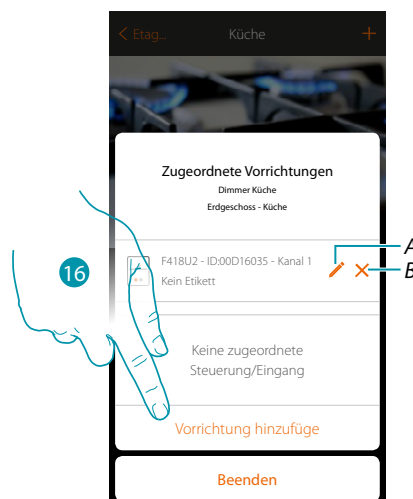 Etag...
Küche
Zugeordnete Vorrichtungen
Dimmer Küche
Erdgeschoss - Küche
A
F418U2 - ID:00D16035 - Kanal 1
B
16
Kein Etikett
Keine zugeordnete
Steuerung/Eingang
Vorrichtung hinzufüge
Beenden